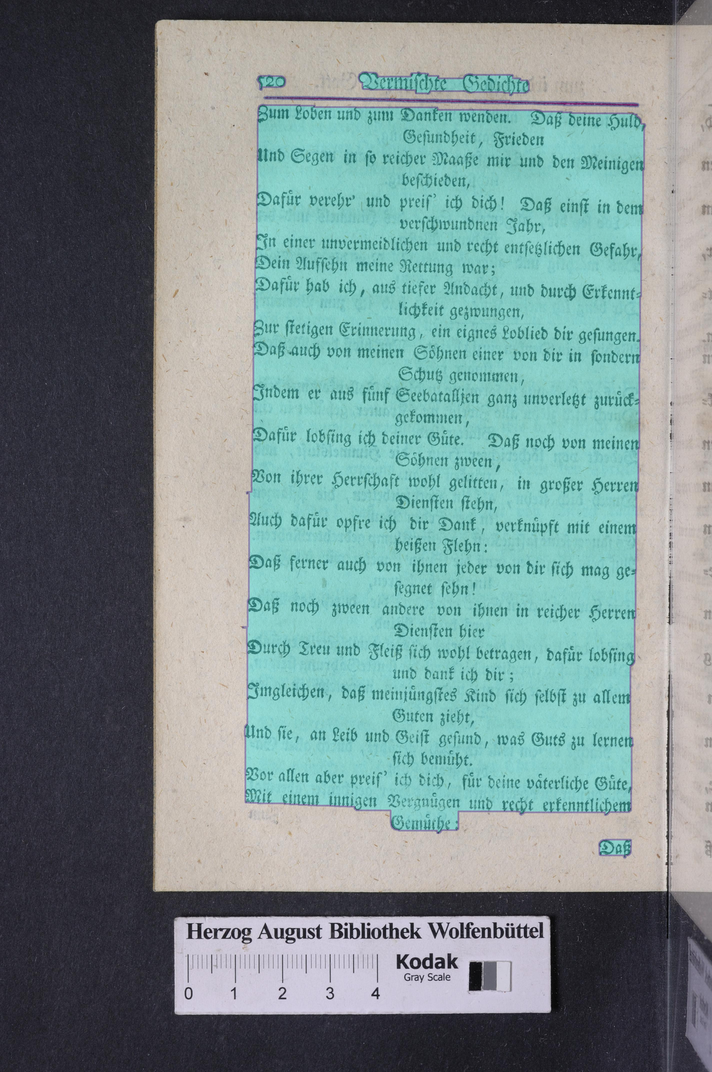 520 Vermischte Gedichte
Zum Loben und zum Danken wenden. Daß deine Huld,
Gesundheit, Frieden
Und Segen in so reicher Maaße mir und den Meinigen
beschieden,
Dafür verehr' und preis' ich dich! Daß einst in dem
verschwundnen Jahr,
In einer unvermeidlichen und recht entsetzlichen Gefahr,
Dein Aufsehn meine Rettung war;
Dafür hab ich, aus tiefer Andacht, und durch Erkennt-
lichkeit gezwungen,
Zur stetigen Erinnerung, ein eignes Loblied dir gesungen.
Daß auch von meinen Söhnen einer von dir in sondern
Schutz genommen,
Indem er aus fünf Seebataljen ganz unverletzt zurück-
gekommen,
Dafür lobsing ich deiner Güte. Daß noch von meinen
Söhnen zween,
Von ihrer Herrschaft wohl gelitten, in großer Herren
Diensten stehn,
Auch dafür opfre ich dir Dank, verknüpft mit einem
heißen Flehn:
Daß ferner auch von ihnen jeder von dir sich mag ge-
segnet sehn!
Daß noch zween andere von ihnen in reicher Herren
Diensten hier
Durch Treu und Fleiß sich wohl betragen, dafür lobsing
und dank ich dir;
Imgleichen, daß meinjüngstes Kind sich selbst zu allem
Guten zieht,
Und sie, an Leib und Geist gesund, was Guts zu lernen
sich bemüht.
Vor allen aber preis' ich dich, für deine väterliche Güte,
Mit einem innigen Vergnügen und recht erkenntlichem
Gemüthe:
Daß
Herzog August Bibliothek Wolfenbüttel
Kodak
Gray Scale
0 1 2 3 4